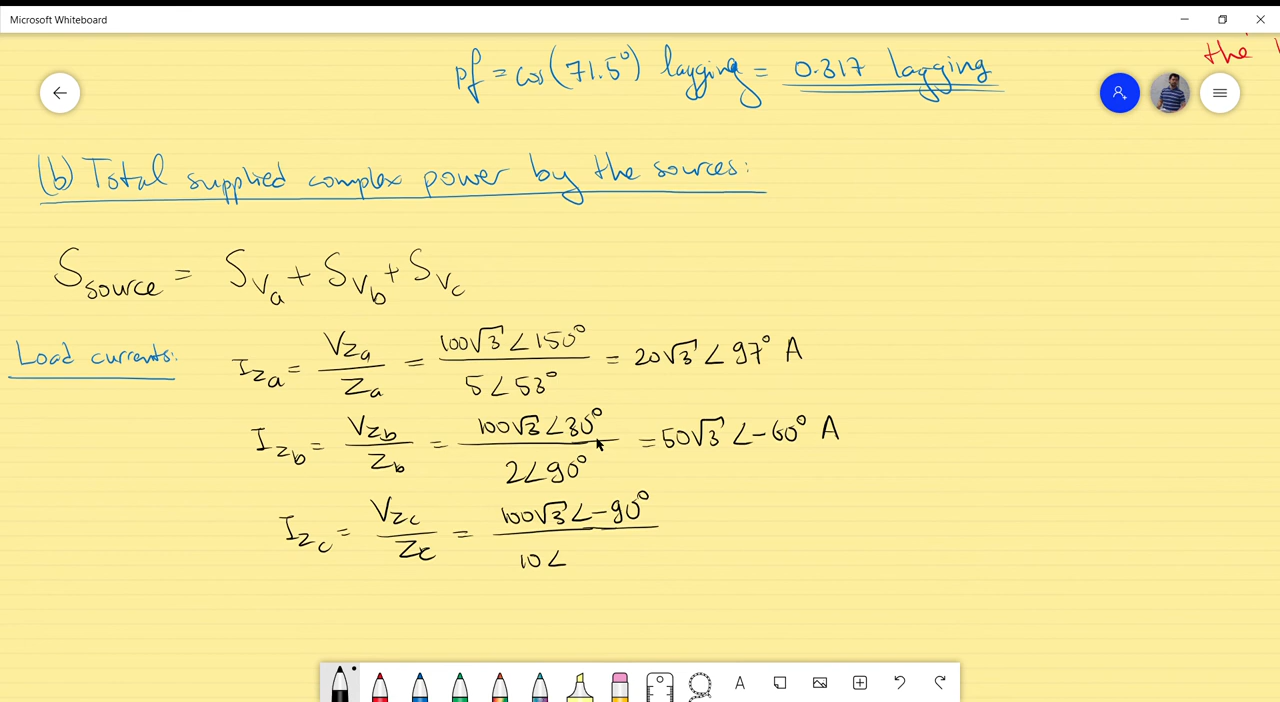 Microsoft Whiteboard
pf = cos(71.5°) lagging = 0.317 lagging
the
(b) Total supplied complex power by the sources:
S_source = S_Va + S_Vb + S_Vc
Load currents:
I_Za = V_Za / Z_a = 100√3∠150° / 5∠53° = 20√3∠97° A
I_Zb = V_Zb / Z_b = 100√3∠30° / 2∠90° = 50√3∠-60° A
I_Zc = V_Zc / Z_c = 100√3∠-90° / 10∠
A